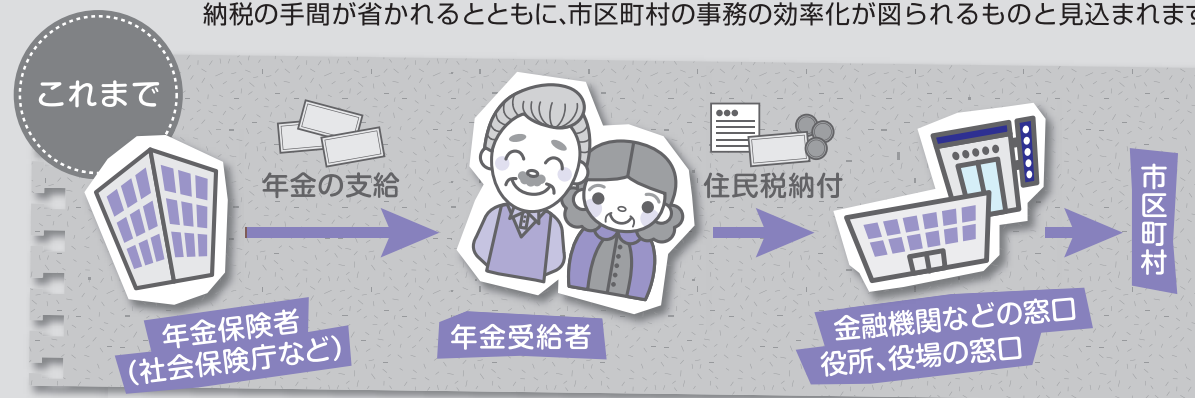 納税の手間が省かれるとともに、市区町村の事務の効率化が図られるものと見込まれます
これまで
年金の支給
住民税納付
市区町村
年金保険者
(社会保険庁など)
年金受給者
金融機関などの窓口
役所、役場の窓口